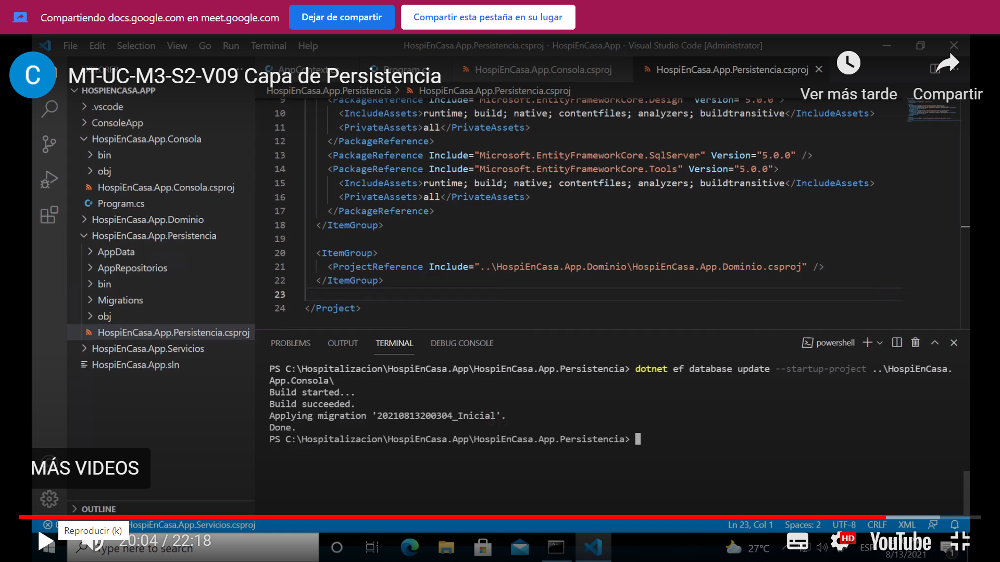 Compartiendo docs.google.com en meet.google.com
Dejar de compartir
Compartir esta pestaña en su lugar
File Edit Selection View Go Run Terminal Help
HospiEnCasa.App.Persistencia.csproj - HospiEnCasa.App - Visual Studio Code [Administrator]
C
MT-UC-M3-S2-V09 Capa de Persistencia
Ver más tarde
Compartir
HospiEnCasa.App.Consola.csproj
HospiEnCasa.App.Persistencia.csproj
HospiEnCasa.App.Persistencia > HospiEnCasa.App.Persistencia.csproj
HOSPIENCASA.APP
.vscode
ConsoleApp
HospiEnCasa.App.Consola
bin
obj
HospiEnCasa.App.Consola.csproj
Program.cs
HospiEnCasa.App.Dominio
HospiEnCasa.App.Persistencia
AppData
AppRepositorios
bin
Migrations
obj
HospiEnCasa.App.Persistencia.csproj
HospiEnCasa.App.Servicios
HospiEnCasa.App.sln
9 <PackageReference Include="Microsoft.EntityFrameworkCore.Design" Version="5.0.0">
10 <IncludeAssets>runtime; build; native; contentfiles; analyzers; buildtransitive</IncludeAssets>
11 <PrivateAssets>all</PrivateAssets>
12 </PackageReference>
13 <PackageReference Include="Microsoft.EntityFrameworkCore.SqlServer" Version="5.0.0" />
14 <PackageReference Include="Microsoft.EntityFrameworkCore.Tools" Version="5.0.0">
15 <IncludeAssets>runtime; build; native; contentfiles; analyzers; buildtransitive</IncludeAssets>
16 <PrivateAssets>all</PrivateAssets>
17 </PackageReference>
18 </ItemGroup>
19
20 <ItemGroup>
21 <ProjectReference Include="..\HospiEnCasa.App.Dominio\HospiEnCasa.App.Dominio.csproj" />
22 </ItemGroup>
23
24 </Project>
PROBLEMS OUTPUT TERMINAL DEBUG CONSOLE
powershell
PS C:\Hospitalizacion\HospiEnCasa.App\HospiEnCasa.App.Persistencia> dotnet ef database update --startup-project ..\HospiEnCasa.
App.Consola\
Build started...
Build succeeded.
Applying migration '20210813200304_Inicial'.
Done.
PS C:\Hospitalizacion\HospiEnCasa.App\HospiEnCasa.App.Persistencia>
MÁS VIDEOS
OUTLINE
HospiEnCasa.App.Servicios.csproj
Ln 23, Col 1 Spaces: 2 UTF-8 CRLF XML
Reproducir (k)
20:04 / 22:18
Type here to search
27°C
ESP
HD
YouTube
8/13/2021
1